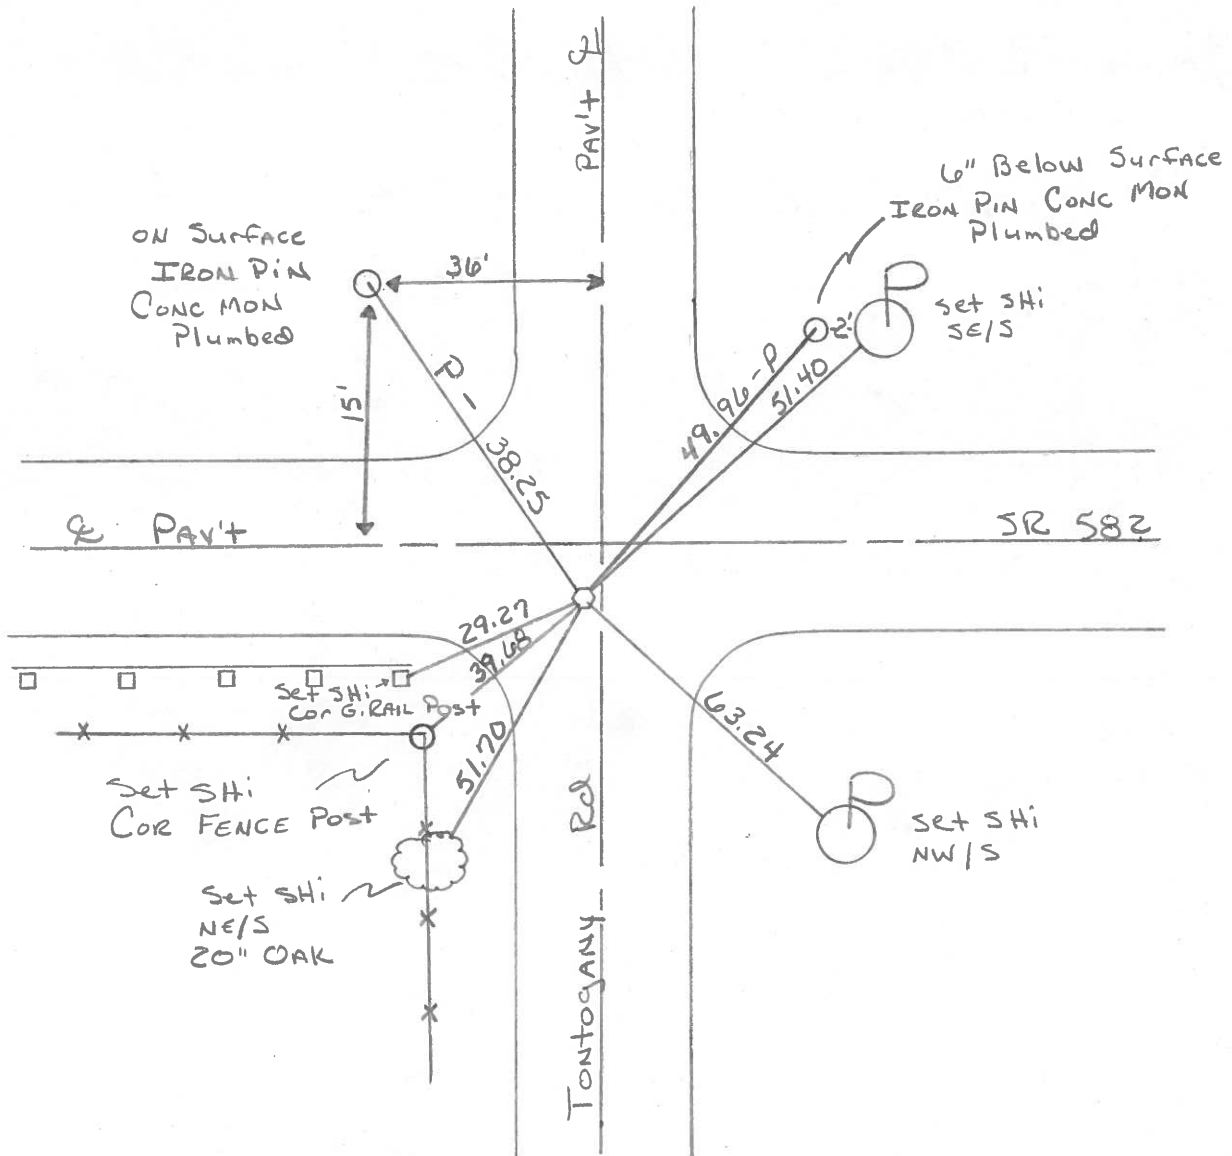 PAV't ℄
6" Below Surface
IRON PIN CONC MON
Plumbed
ON Surface
IRON PIN
CONC MON
Plumbed
36'
15'
2'
Set SHi
SE/S
P - 38.25
49.96-P
51.40
℄ PAV't
SR 582
29.27
39.68
51.70
63.24
Set SHi
Cor G.RAIL Post
Set SHi
COR FENCE Post
Set SHi
NE/S
20" OAK
Set SHi
NW/S
TONTOGANY Rd